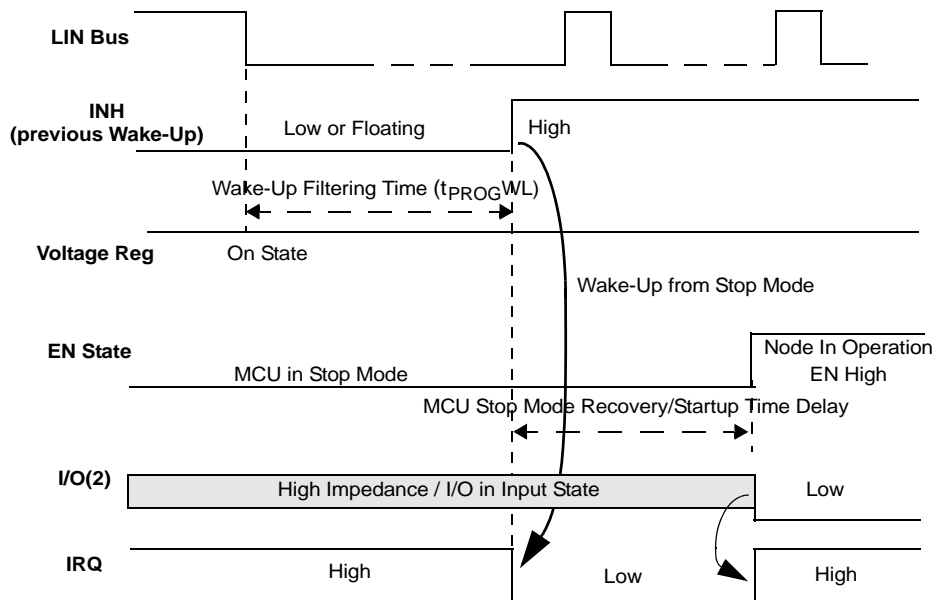 LIN Bus
INH
(previous Wake-Up)
Low or Floating
High
Wake-Up Filtering Time (tPROGWL)
Voltage Reg
On State
Wake-Up from Stop Mode
EN State
Node In Operation
EN High
MCU in Stop Mode
MCU Stop Mode Recovery/Startup Time Delay
I/O(2)
High Impedance / I/O in Input State
Low
IRQ
High
Low
High